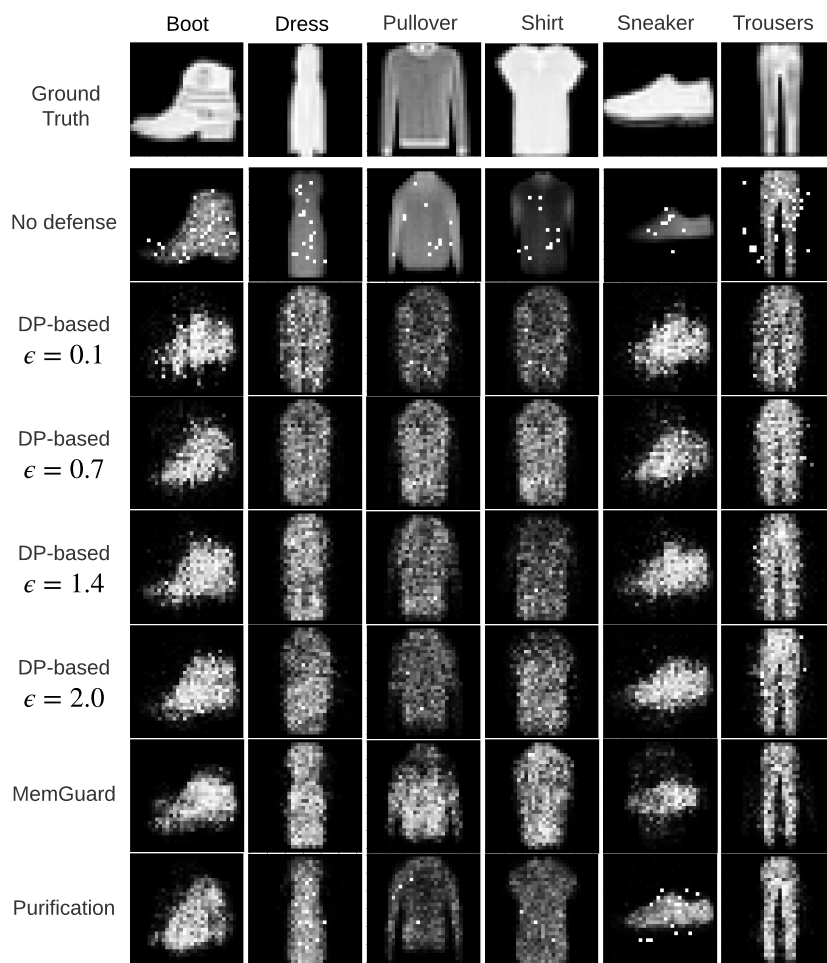 Boot Dress Pullover Shirt Sneaker Trousers
Ground
Truth
No defense
DP-based
ϵ = 0.1
DP-based
ϵ = 0.7
DP-based
ϵ = 1.4
DP-based
ϵ = 2.0
MemGuard
Purification